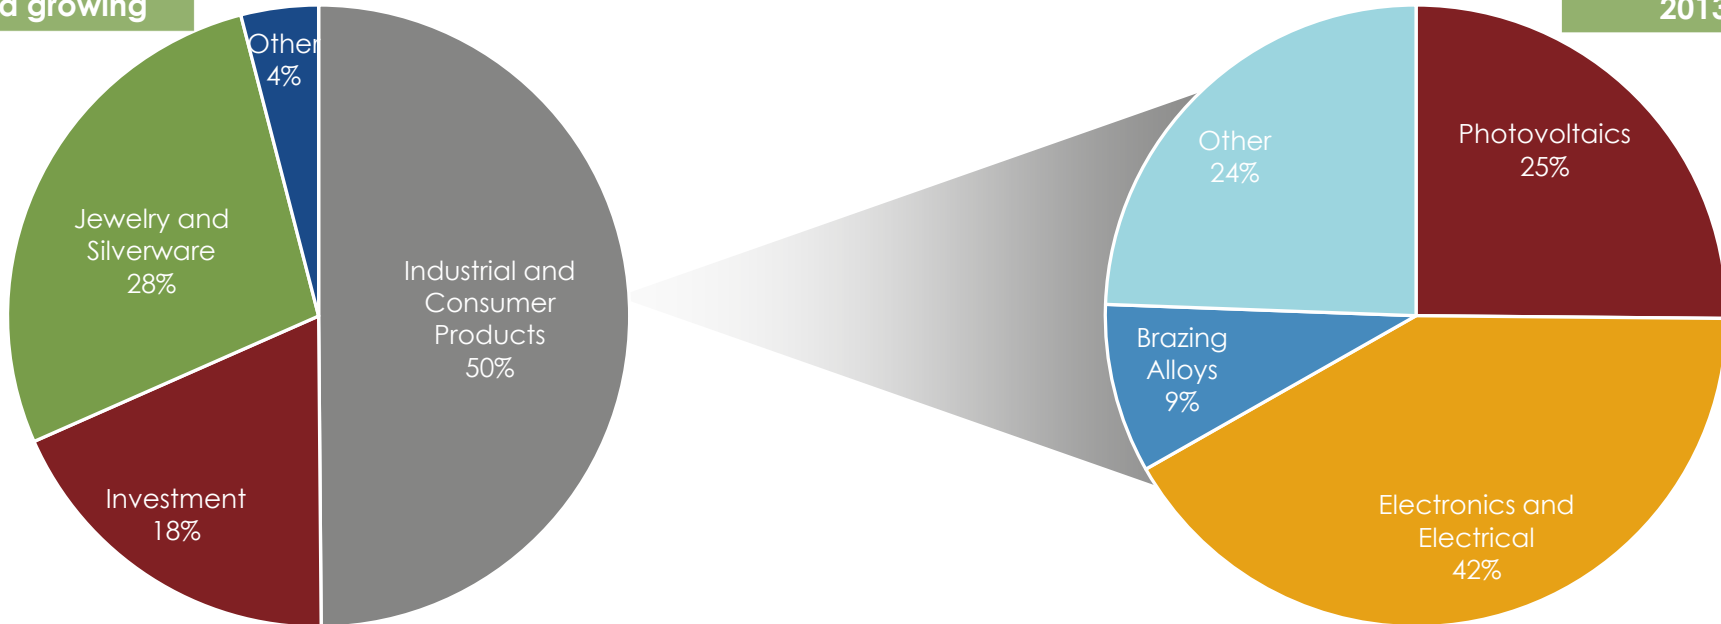 d growing
2013
Other
4%
Jewelry and
Silverware
28%
Industrial and
Consumer
Products
50%
Investment
18%
Other
24%
Photovoltaics
25%
Brazing
Alloys
9%
Electronics and
Electrical
42%